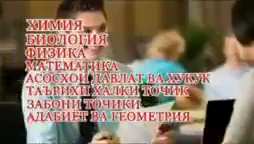 ХИМИЯ
БИОЛОГИЯ
ФИЗИКА
МАТЕМАТИКА
АСОСХОИ ДАВЛАТ ВА ХУКУК
ТАЪРИХИ ХАЛКИ ТОЧИК
ЗАБОНИ ТОЧИКИ
АДАБИЁТ ВА ГЕОМЕТРИЯ